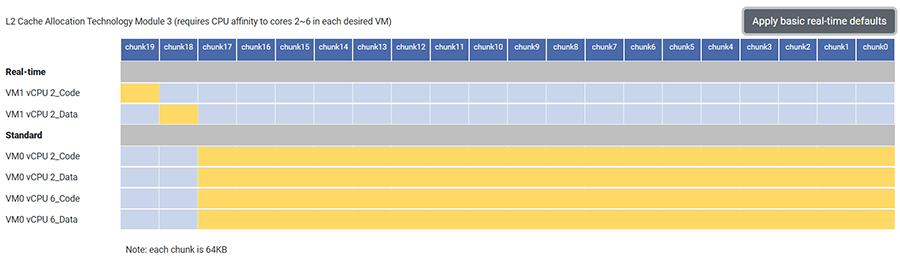 L2 Cache Allocation Technology Module 3 (requires CPU affinity to cores 2~6 in each desired VM)
Apply basic real-time defaults
chunk19 chunk18 chunk17 chunk16 chunk15 chunk14 chunk13 chunk12 chunk11 chunk10 chunk9 chunk8 chunk7 chunk6 chunk5 chunk4 chunk3 chunk2 chunk1 chunk0
Real-time
VM1 vCPU 2_Code
VM1 vCPU 2_Data
Standard
VM0 vCPU 2_Code
VM0 vCPU 2_Data
VM0 vCPU 6_Code
VM0 vCPU 6_Data
Note: each chunk is 64KB